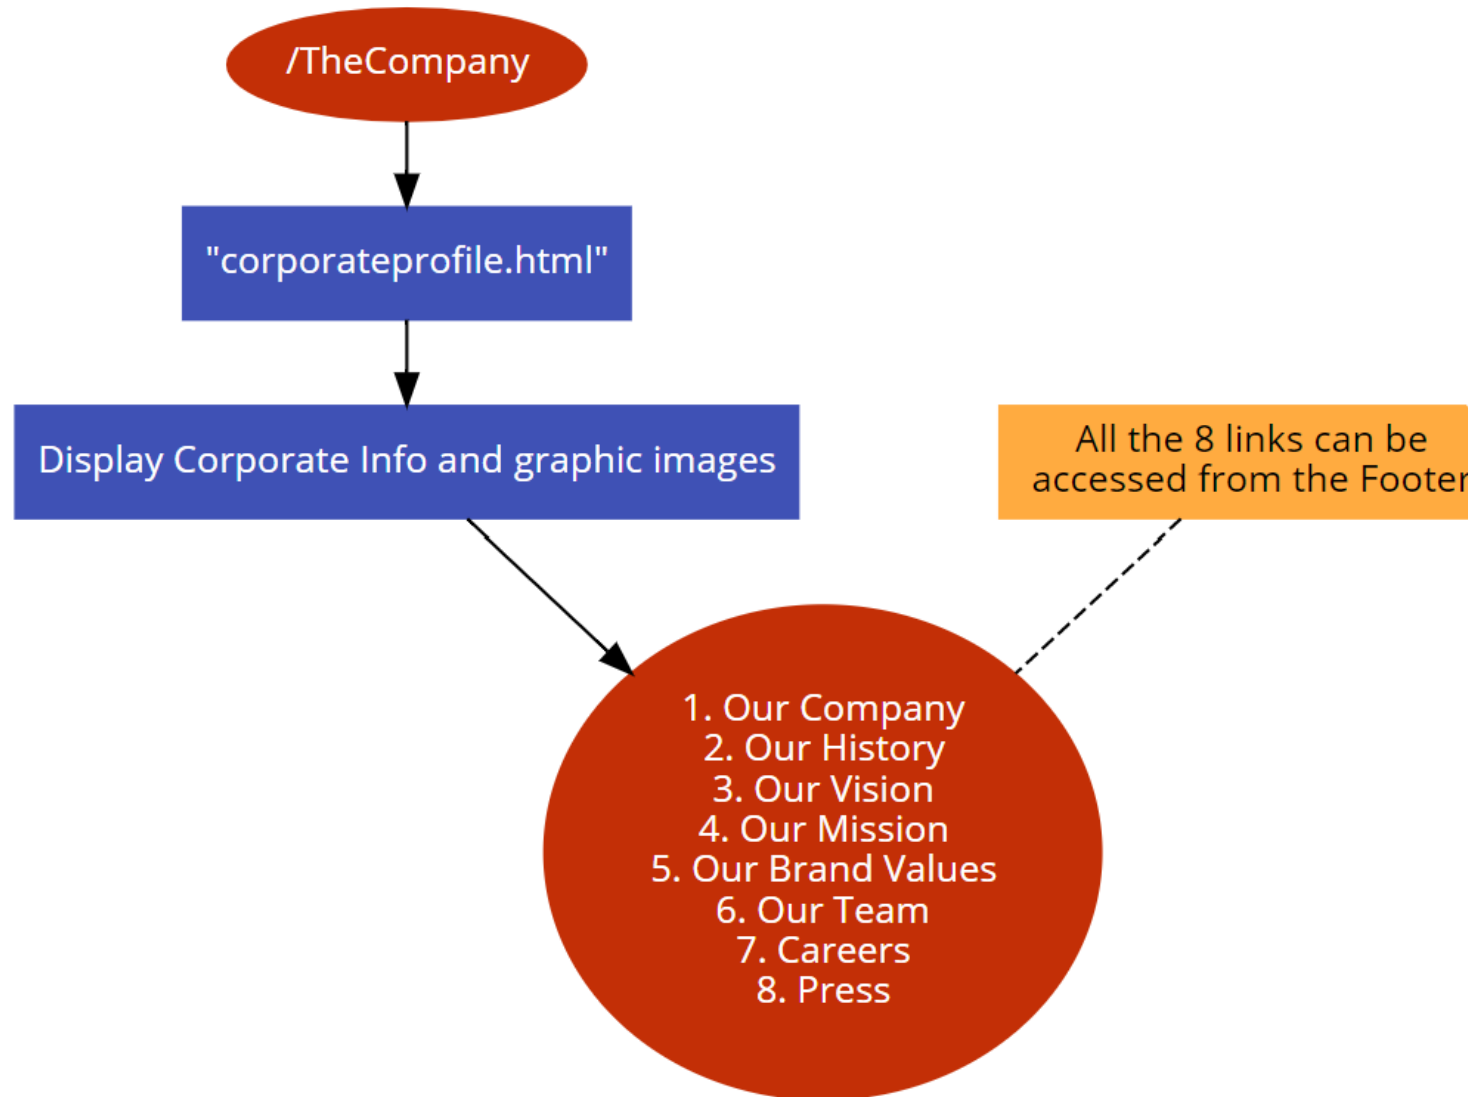 /TheCompany
"corporateprofile.html"
Display Corporate Info and graphic images
All the 8 links can be
accessed from the Footer
1. Our Company
2. Our History
3. Our Vision
4. Our Mission
5. Our Brand Values
6. Our Team
7. Careers
8. Press